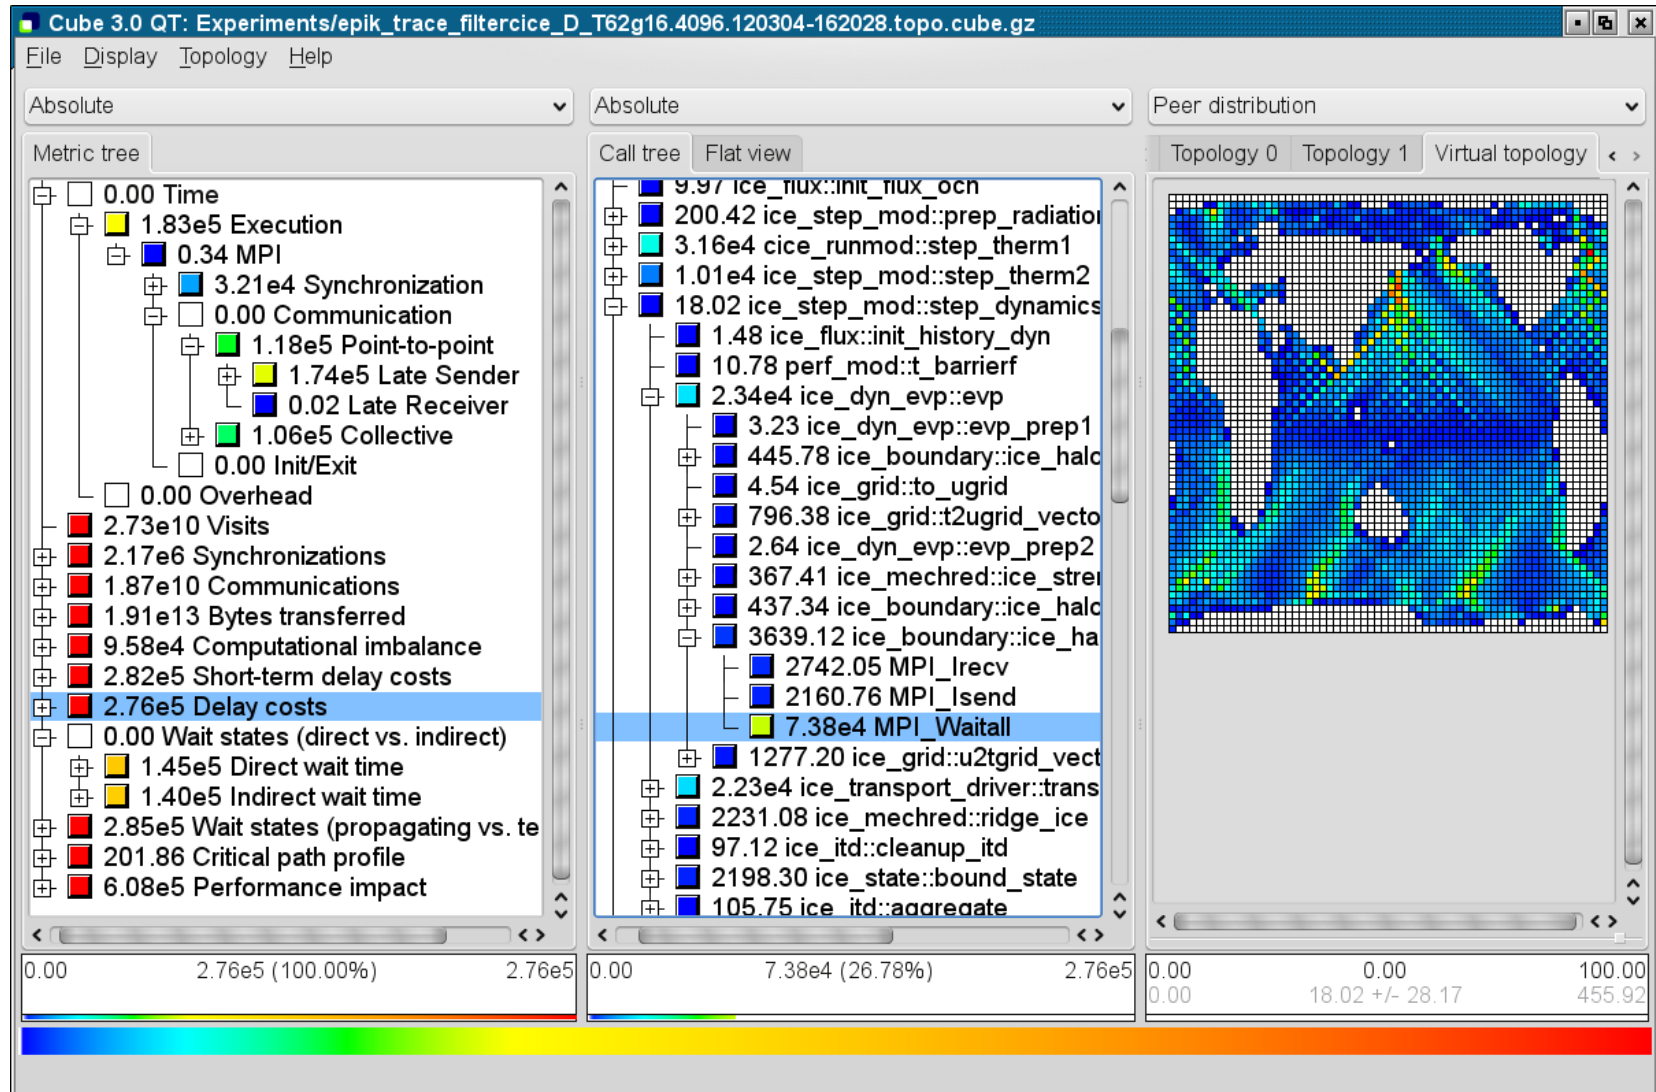 Cube 3.0 QT: Experiments/epik_trace_filtercice_D_T62g16.4096.120304-162028.topo.cube.gz
File Display Topology Help
Absolute
Metric tree
0.00 Time
1.83e5 Execution
0.34 MPI
3.21e4 Synchronization
0.00 Communication
1.18e5 Point-to-point
1.74e5 Late Sender
0.02 Late Receiver
1.06e5 Collective
0.00 Init/Exit
0.00 Overhead
2.73e10 Visits
2.17e6 Synchronizations
1.87e10 Communications
1.91e13 Bytes transferred
9.58e4 Computational imbalance
2.82e5 Short-term delay costs
2.76e5 Delay costs
0.00 Wait states (direct vs. indirect)
1.45e5 Direct wait time
1.40e5 Indirect wait time
2.85e5 Wait states (propagating vs. te
201.86 Critical path profile
6.08e5 Performance impact
0.00 2.76e5 (100.00%) 2.76e5
Absolute
Call tree Flat view
9.97 ice_flux::init_flux_ocn
200.42 ice_step_mod::prep_radiation
3.16e4 cice_runmod::step_therm1
1.01e4 ice_step_mod::step_therm2
18.02 ice_step_mod::step_dynamics
1.48 ice_flux::init_history_dyn
10.78 perf_mod::t_barrierf
2.34e4 ice_dyn_evp::evp
3.23 ice_dyn_evp::evp_prep1
445.78 ice_boundary::ice_halo
4.54 ice_grid::to_ugrid
796.38 ice_grid::t2ugrid_vecto
2.64 ice_dyn_evp::evp_prep2
367.41 ice_mechred::ice_stren
437.34 ice_boundary::ice_halo
3639.12 ice_boundary::ice_ha
2742.05 MPI_Irecv
2160.76 MPI_Isend
7.38e4 MPI_Waitall
1277.20 ice_grid::u2tgrid_vect
2.23e4 ice_transport_driver::trans
2231.08 ice_mechred::ridge_ice
97.12 ice_itd::cleanup_itd
2198.30 ice_state::bound_state
105.75 ice_itd::aggregate
0.00 7.38e4 (26.78%) 2.76e5
Peer distribution
Topology 0 Topology 1 Virtual topology
0.00 0.00 100.00
0.00 18.02 +/- 28.17 455.92